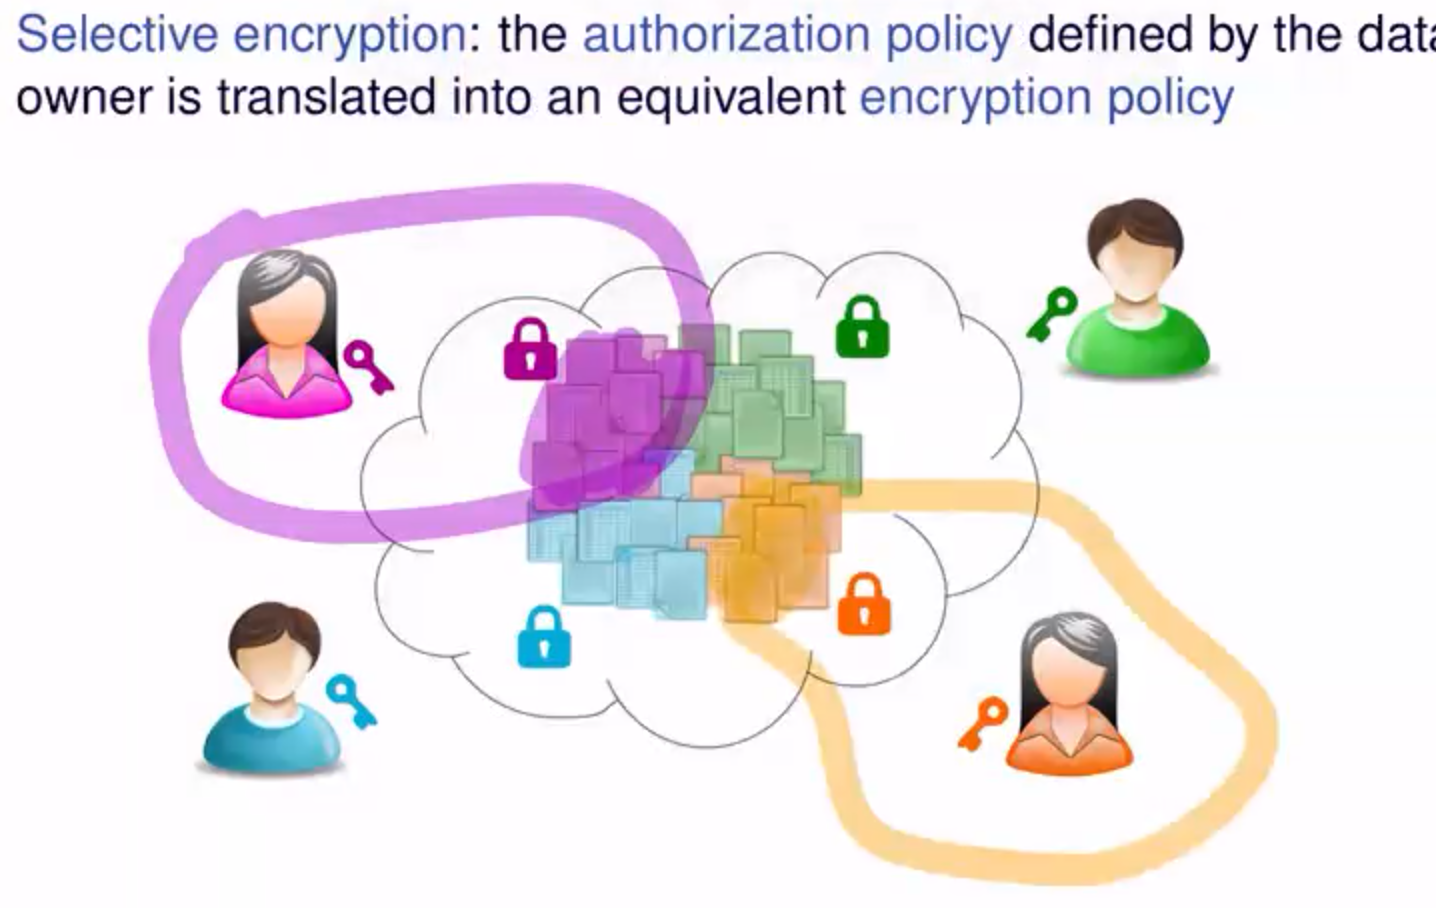 Selective encryption: the authorization policy defined by the data
owner is translated into an equivalent encryption policy